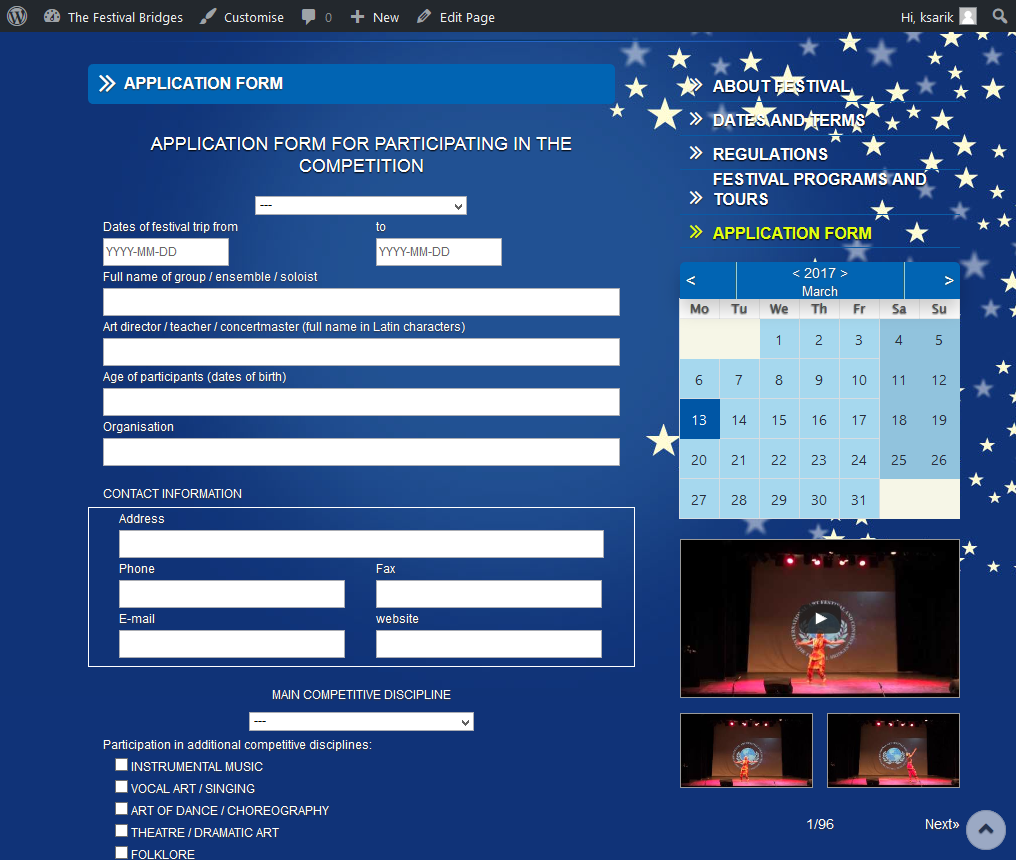 The Festival Bridges Customise 0 New Edit Page Hi, ksarik
APPLICATION FORM
APPLICATION FORM FOR PARTICIPATING IN THE
COMPETITION
---
Dates of festival trip from to
YYYY-MM-DD YYYY-MM-DD
Full name of group / ensemble / soloist
Art director / teacher / concertmaster (full name in Latin characters)
Age of participants (dates of birth)
Organisation
CONTACT INFORMATION
Address
Phone Fax
E-mail website
MAIN COMPETITIVE DISCIPLINE
---
Participation in additional competitive disciplines:
INSTRUMENTAL MUSIC
VOCAL ART / SINGING
ART OF DANCE / CHOREOGRAPHY
THEATRE / DRAMATIC ART
FOLKLORE
ABOUT FESTIVAL
DATES AND TERMS
REGULATIONS
FESTIVAL PROGRAMS AND
TOURS
APPLICATION FORM
< < 2017 > >
March
Mo Tu We Th Fr Sa Su
1 2 3 4 5
6 7 8 9 10 11 12
13 14 15 16 17 18 19
20 21 22 23 24 25 26
27 28 29 30 31
1/96 Next»